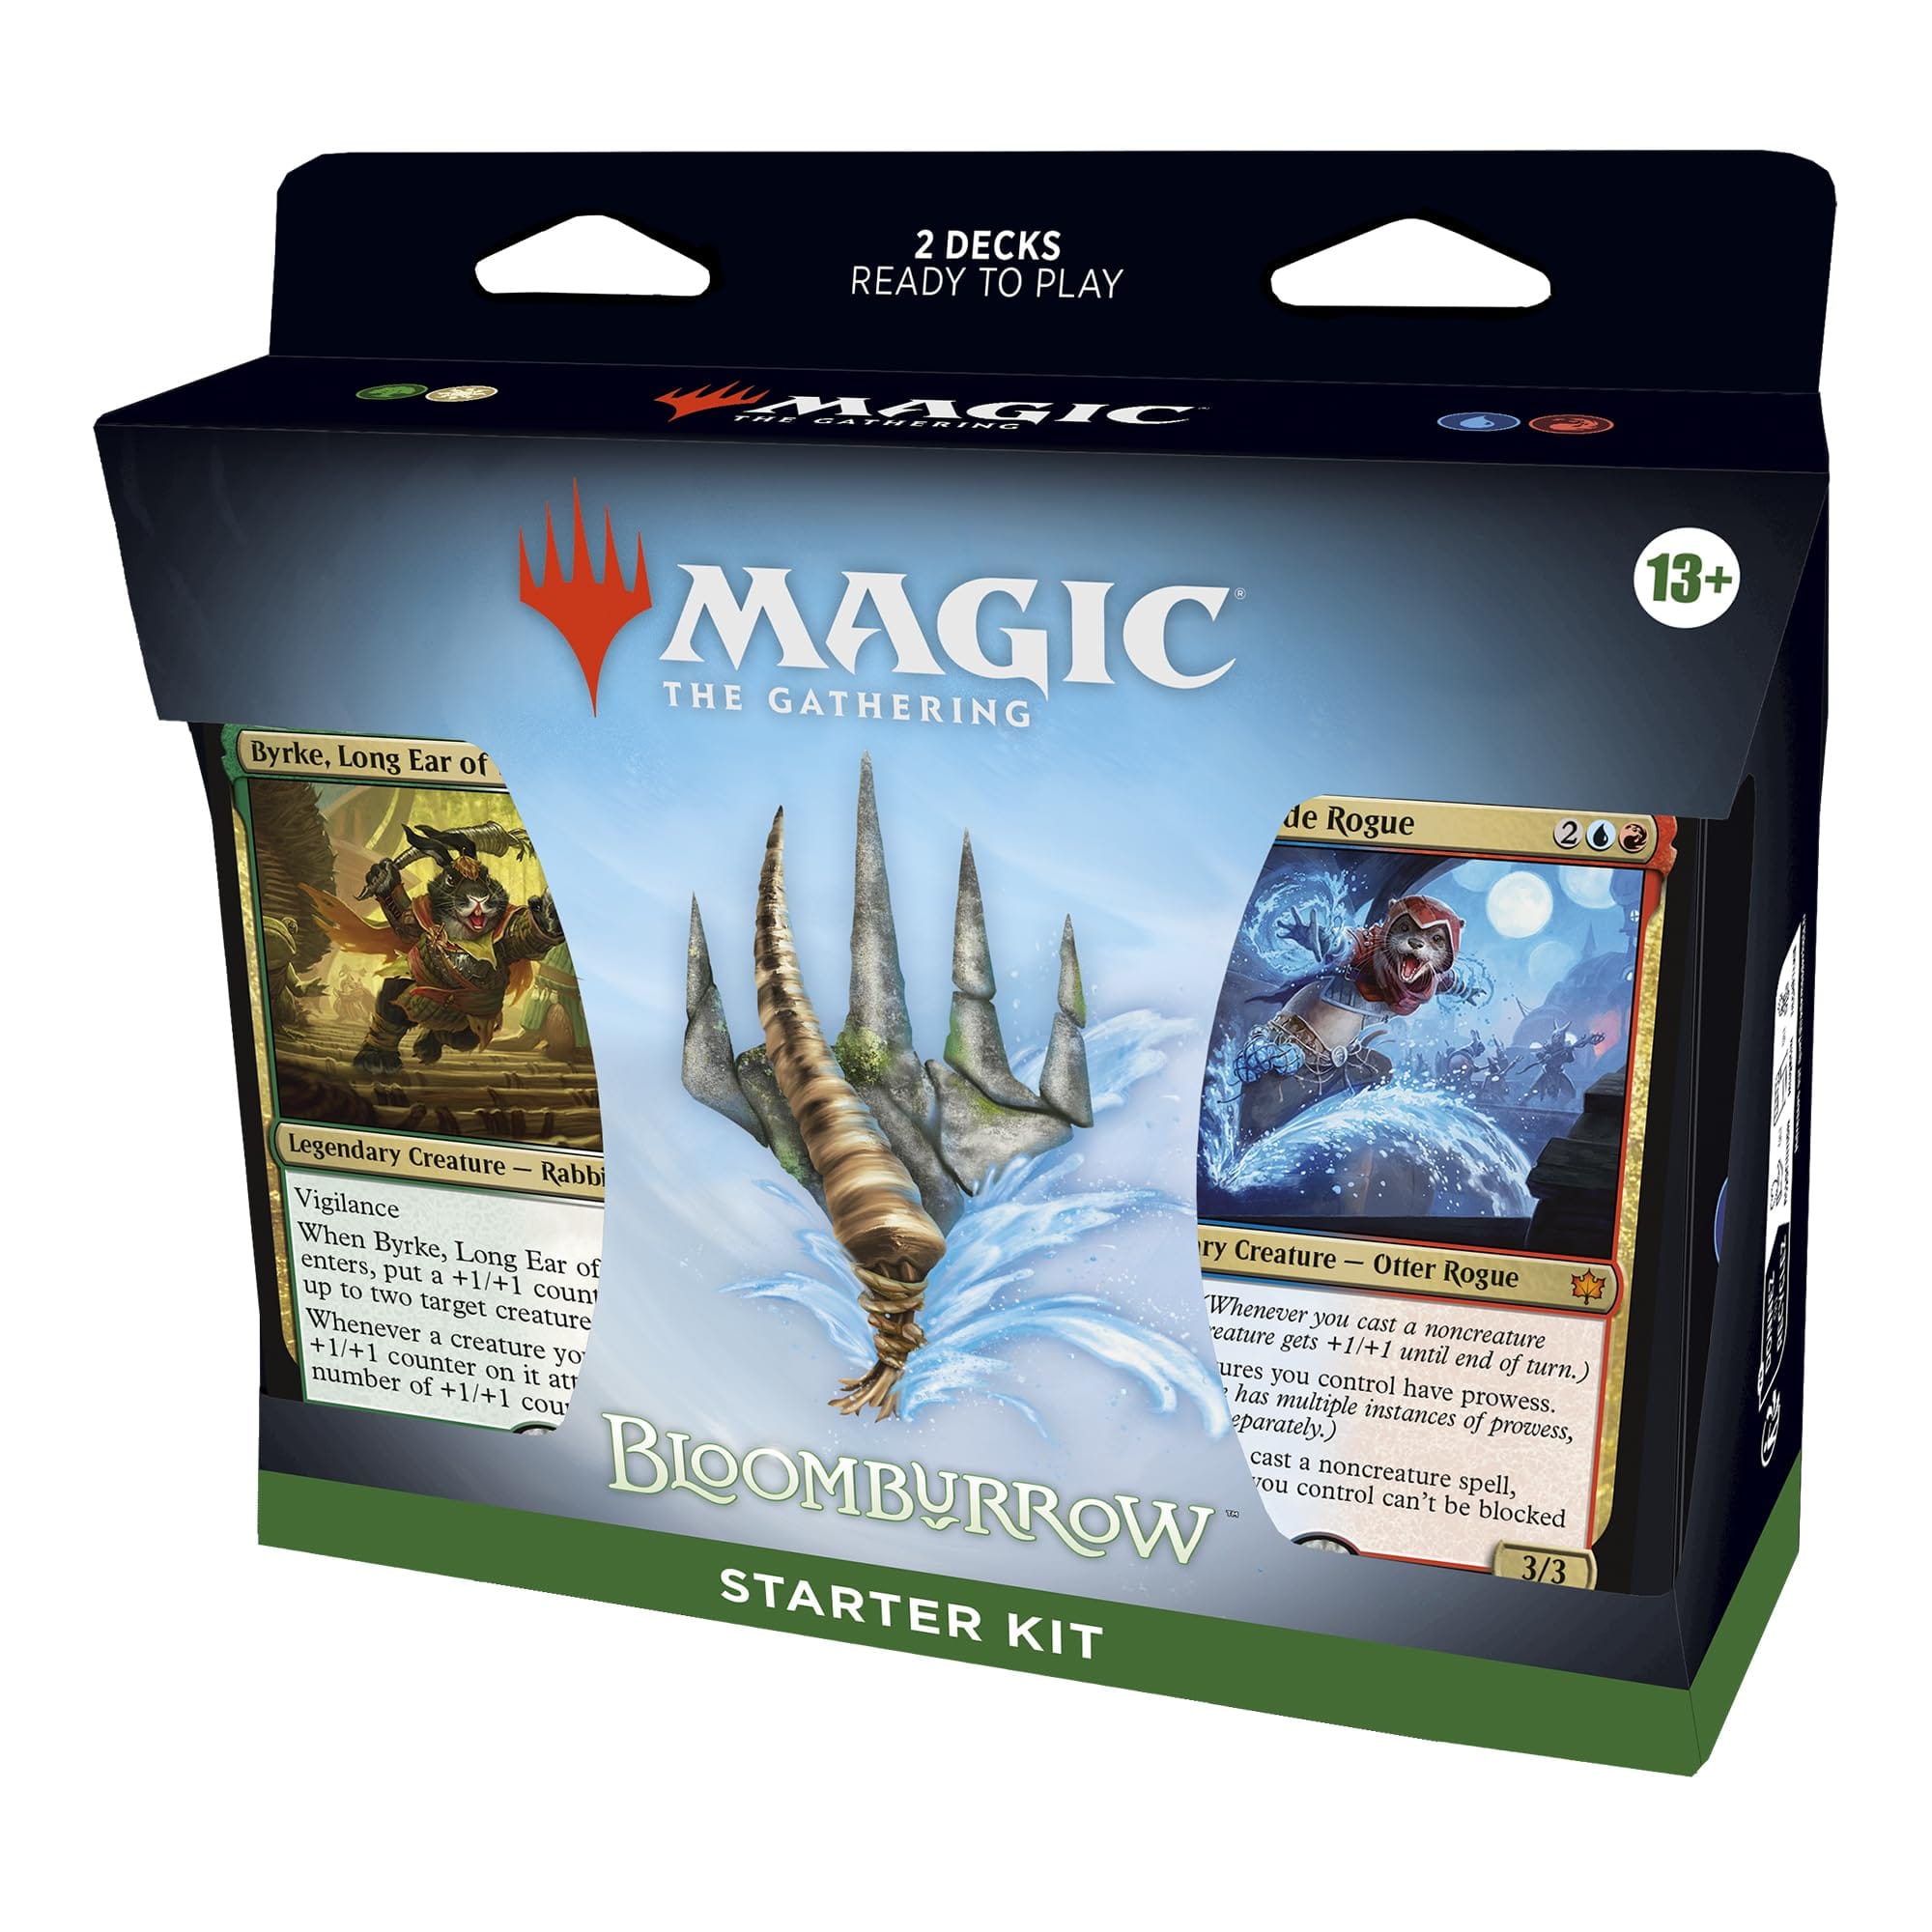 2 DECKS
READY TO PLAY
MAGIC
THE GATHERING
MAGIC®
THE GATHERING
13+
Byrke, Long Ear of
Legendary Creature — Rabbi
Vigilance
When Byrke, Long Ear of
enters, put a +1/+1 count
up to two target creature
Whenever a creature yo
+1/+1 counter on it att
number of +1/+1 cou
de Rogue
2
ry Creature — Otter Rogue
(Whenever you cast a noncreature
reature gets +1/+1 until end of turn.)
ures you control have prowess.
has multiple instances of prowess,
eparately.)
cast a noncreature spell,
you control can't be blocked
3/3
BLOOMBURROW™
STARTER KIT